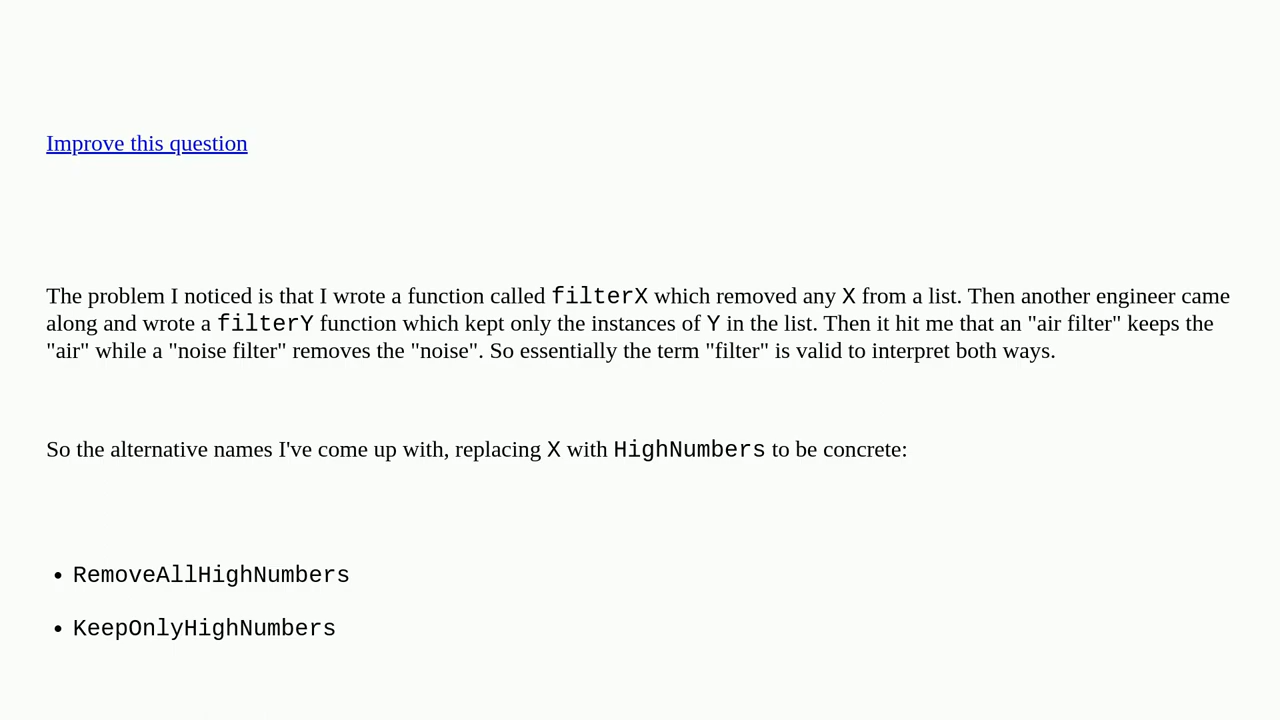 Improve this question
The problem I noticed is that I wrote a function called filterX which removed any X from a list. Then another engineer came
along and wrote a filterY function which kept only the instances of Y in the list. Then it hit me that an "air filter" keeps the
"air" while a "noise filter" removes the "noise". So essentially the term "filter" is valid to interpret both ways.
So the alternative names I've come up with, replacing X with HighNumbers to be concrete:
• RemoveAllHighNumbers
• KeepOnlyHighNumbers